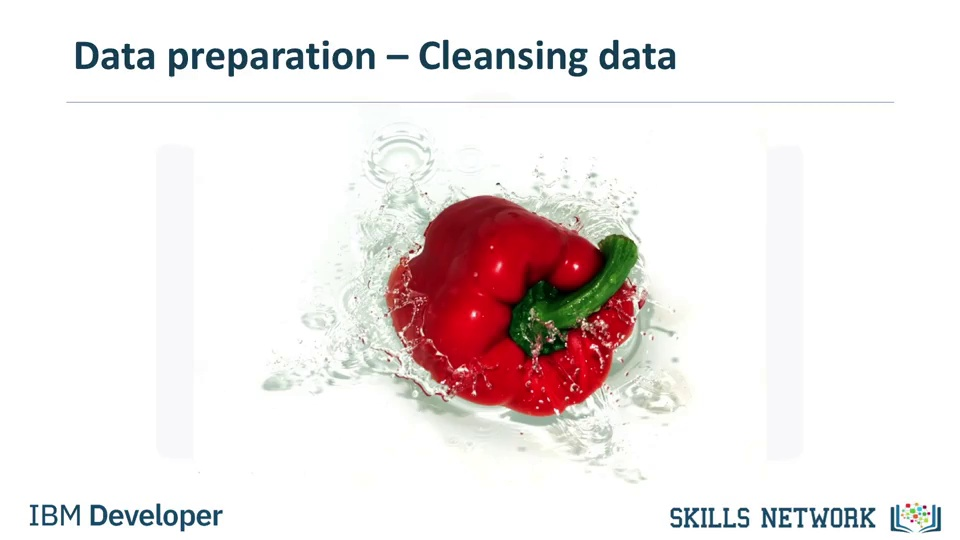 Data preparation – Cleansing data
IBM Developer
SKILLS NETWORK